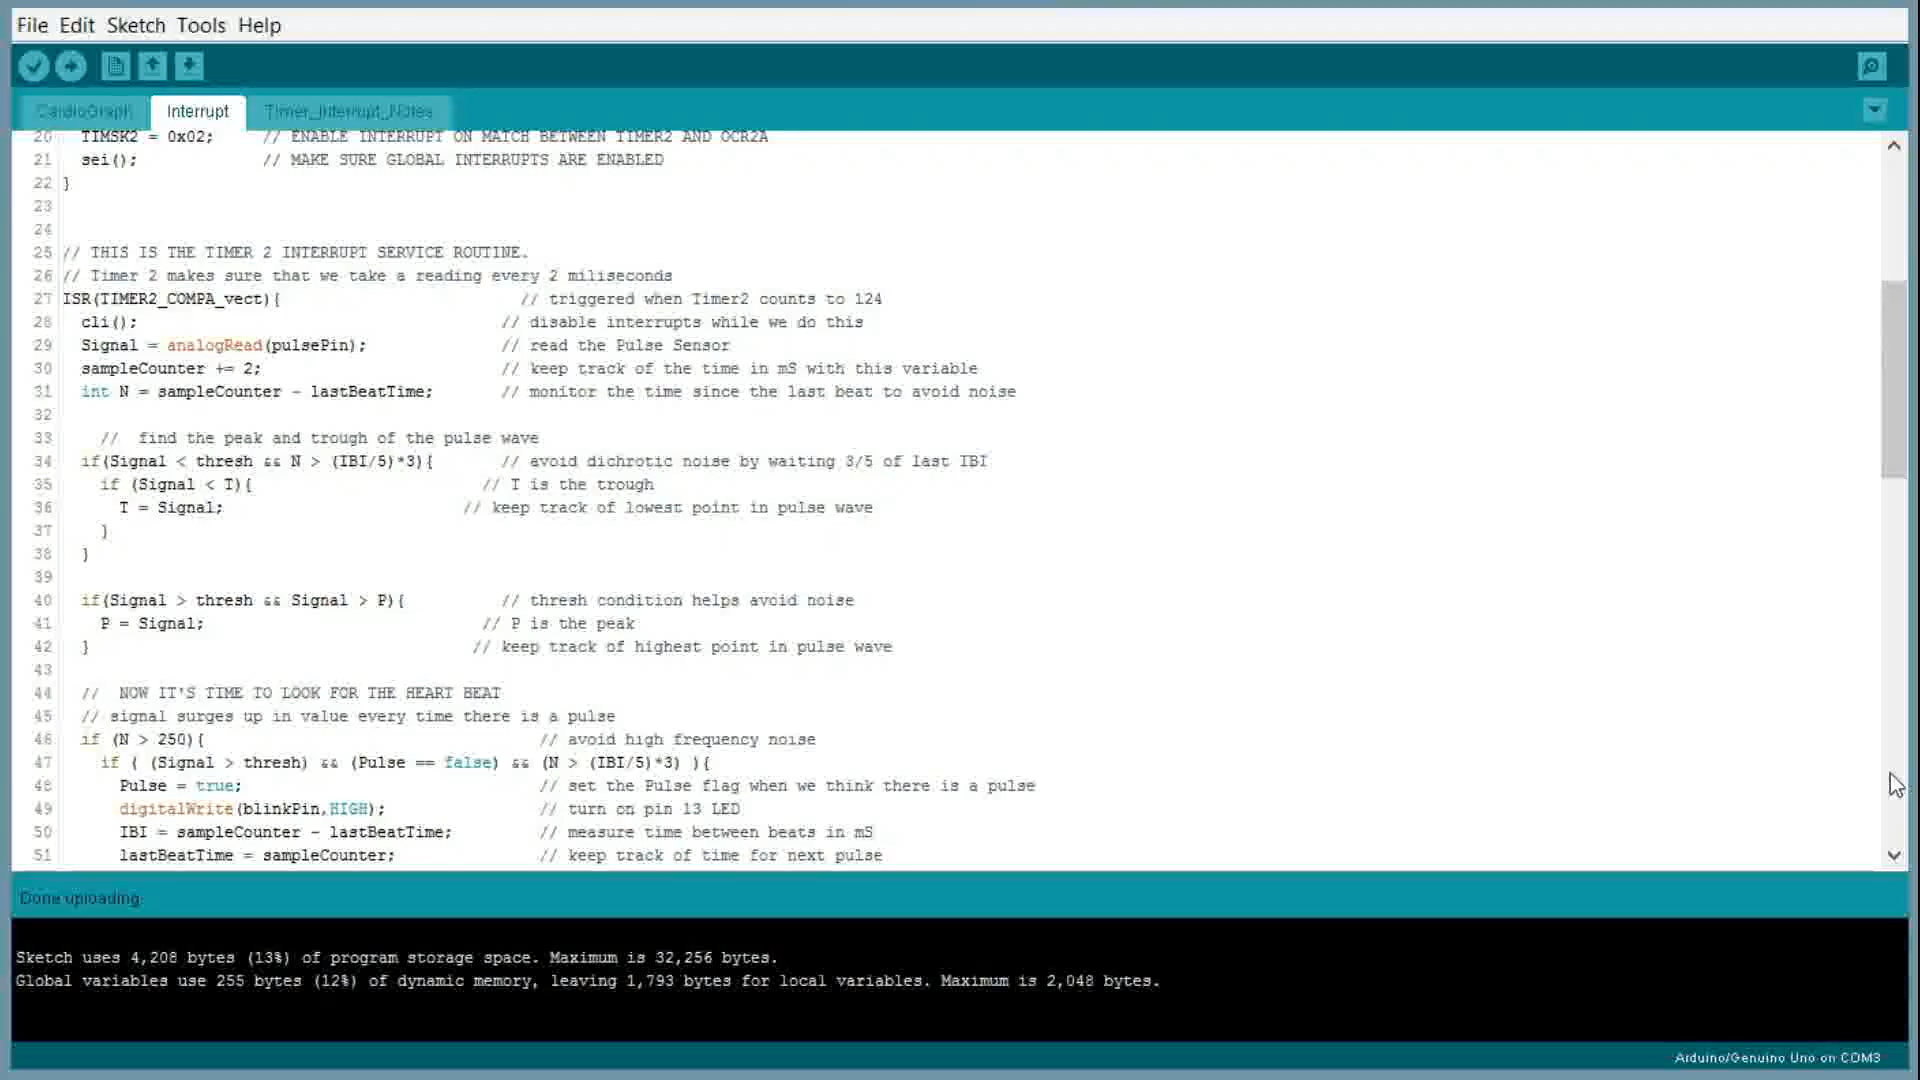 File Edit Sketch Tools Help
CardioGraph Interrupt Timer_Interrupt_Notes
20 TIMSK2 = 0x02; // ENABLE INTERRUPT ON MATCH BETWEEN TIMER2 AND OCR2A
21 sei(); // MAKE SURE GLOBAL INTERRUPTS ARE ENABLED
22 }
23
24
25 // THIS IS THE TIMER 2 INTERRUPT SERVICE ROUTINE.
26 // Timer 2 makes sure that we take a reading every 2 miliseconds
27 ISR(TIMER2_COMPA_vect){ // triggered when Timer2 counts to 124
28 cli(); // disable interrupts while we do this
29 Signal = analogRead(pulsePin); // read the Pulse Sensor
30 sampleCounter += 2; // keep track of the time in mS with this variable
31 int N = sampleCounter - lastBeatTime; // monitor the time since the last beat to avoid noise
32
33 // find the peak and trough of the pulse wave
34 if(Signal < thresh && N > (IBI/5)*3){ // avoid dichrotic noise by waiting 3/5 of last IBI
35 if (Signal < T){ // T is the trough
36 T = Signal; // keep track of lowest point in pulse wave
37 }
38 }
39
40 if(Signal > thresh && Signal > P){ // thresh condition helps avoid noise
41 P = Signal; // P is the peak
42 } // keep track of highest point in pulse wave
43
44 // NOW IT'S TIME TO LOOK FOR THE HEART BEAT
45 // signal surges up in value every time there is a pulse
46 if (N > 250){ // avoid high frequency noise
47 if ( (Signal > thresh) && (Pulse == false) && (N > (IBI/5)*3) ){
48 Pulse = true; // set the Pulse flag when we think there is a pulse
49 digitalWrite(blinkPin,HIGH); // turn on pin 13 LED
50 IBI = sampleCounter - lastBeatTime; // measure time between beats in mS
51 lastBeatTime = sampleCounter; // keep track of time for next pulse
Done uploading.
Sketch uses 4,208 bytes (13%) of program storage space. Maximum is 32,256 bytes.
Global variables use 255 bytes (12%) of dynamic memory, leaving 1,793 bytes for local variables. Maximum is 2,048 bytes.
Arduino/Genuino Uno on COM3